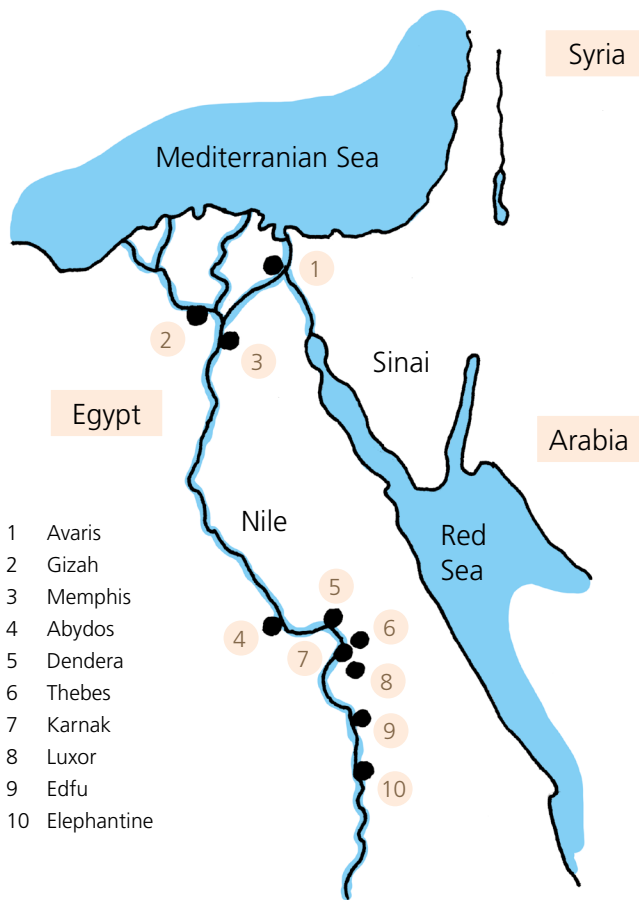 Syria
Mediterranian Sea
1
2
3
Sinai
Egypt
Arabia
Nile
Red
Sea
1 Avaris
2 Gizah
3 Memphis
4 Abydos
5 Dendera
6 Thebes
7 Karnak
8 Luxor
9 Edfu
10 Elephantine
5
4
6
7
8
9
10